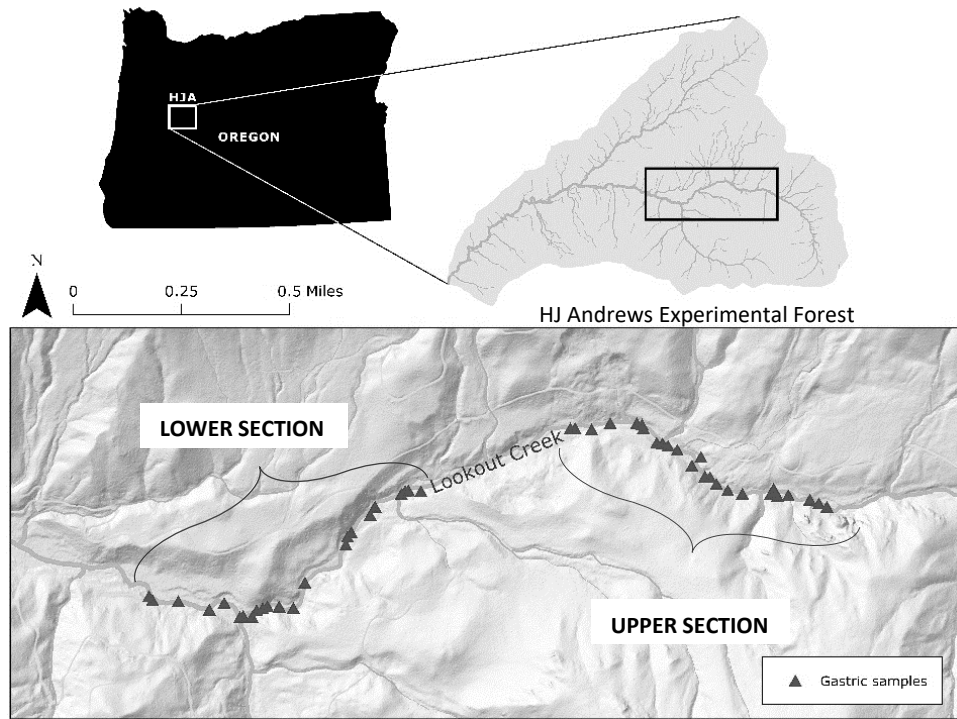 HJA
OREGON
N
0 0.25 0.5 Miles
HJ Andrews Experimental Forest
LOWER SECTION
Lookout Creek
UPPER SECTION
Gastric samples